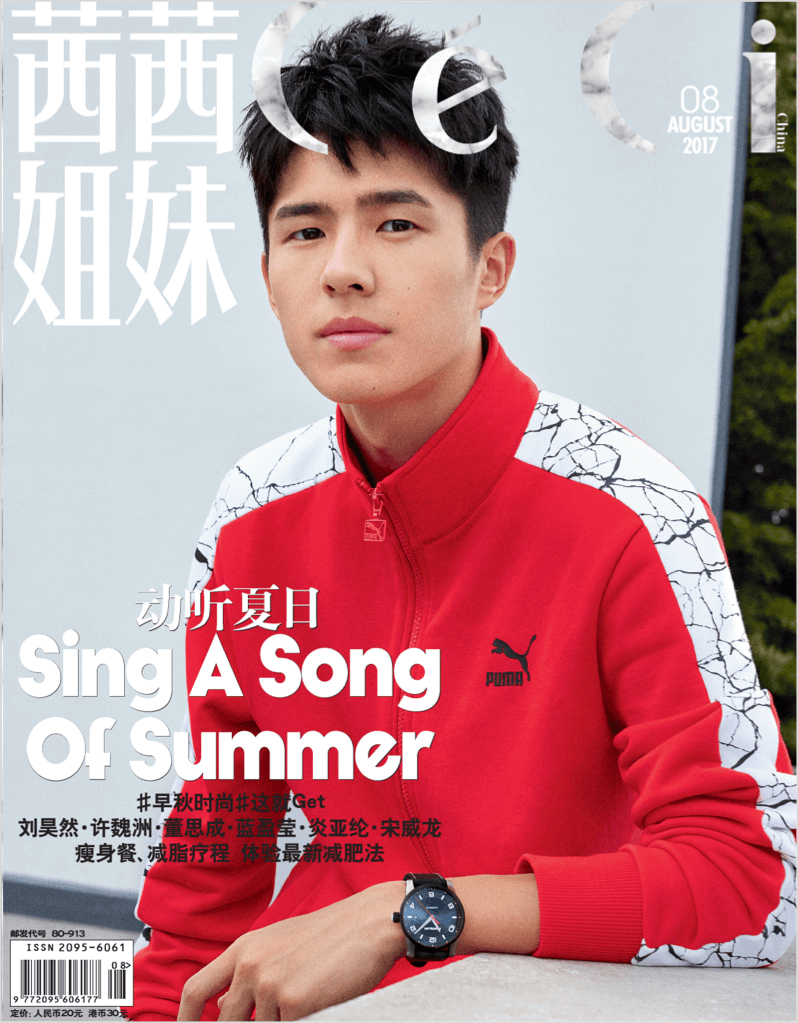 茜茜
姐妹
Céci
China
08
AUGUST
2017
PUMA
动听夏日
Sing A Song
Of Summer
#早秋时尚#这就Get
刘昊然·许魏洲·董思成·蓝盈莹·炎亚纶·宋威龙
瘦身餐、减脂疗程 体验最新减肥法
邮发代号 80-913
ISSN 2095-6061
08>
9 772095 606177
定价: 人民币20元 港币30元